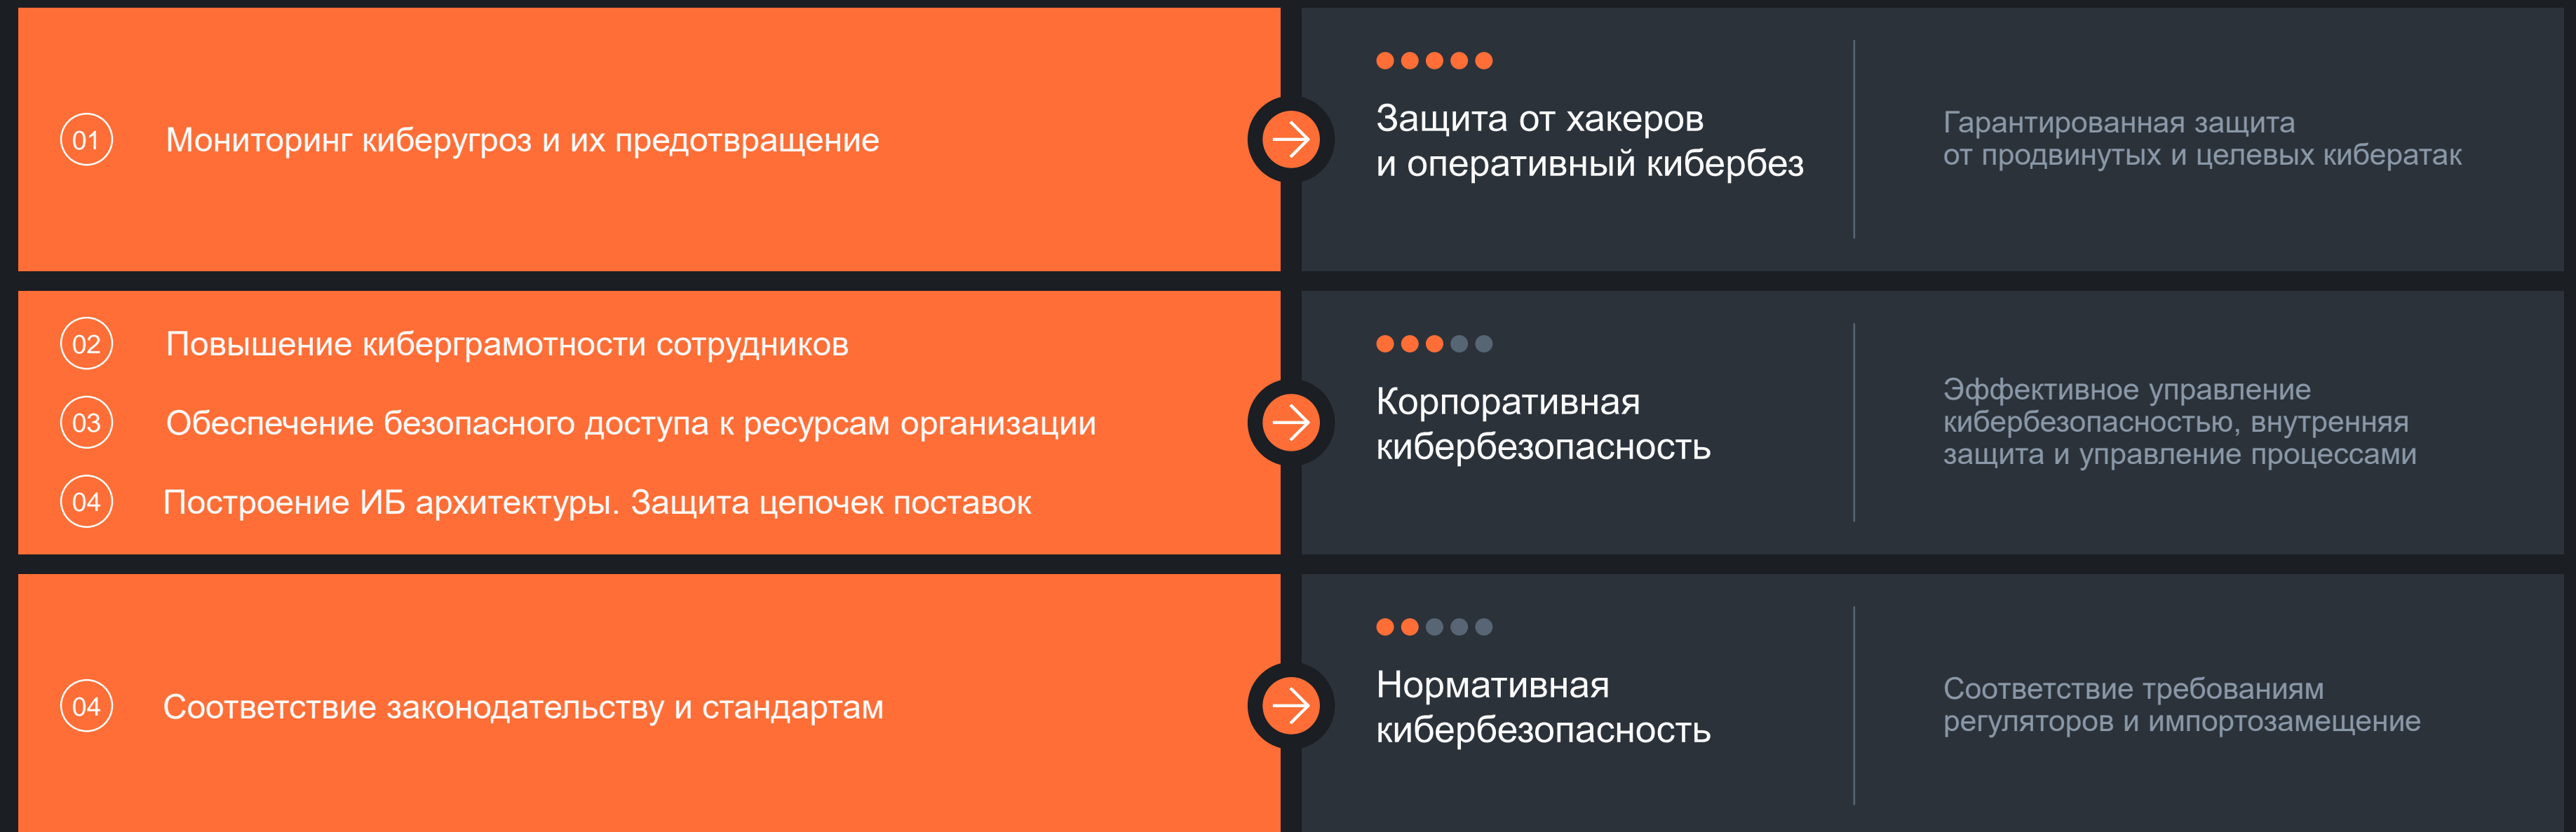 01
Мониторинг киберугроз и их предотвращение
Защита от хакеров
и оперативный кибербез
Гарантированная защита
от продвинутых и целевых кибератак
02
Повышение киберграмотности сотрудников
03
Обеспечение безопасного доступа к ресурсам организации
04
Построение ИБ архитектуры. Защита цепочек поставок
Корпоративная
кибербезопасность
Эффективное управление
кибербезопасностью, внутренняя
защита и управление процессами
04
Соответствие законодательству и стандартам
Нормативная
кибербезопасность
Соответствие требованиям
регуляторов и импортозамещение